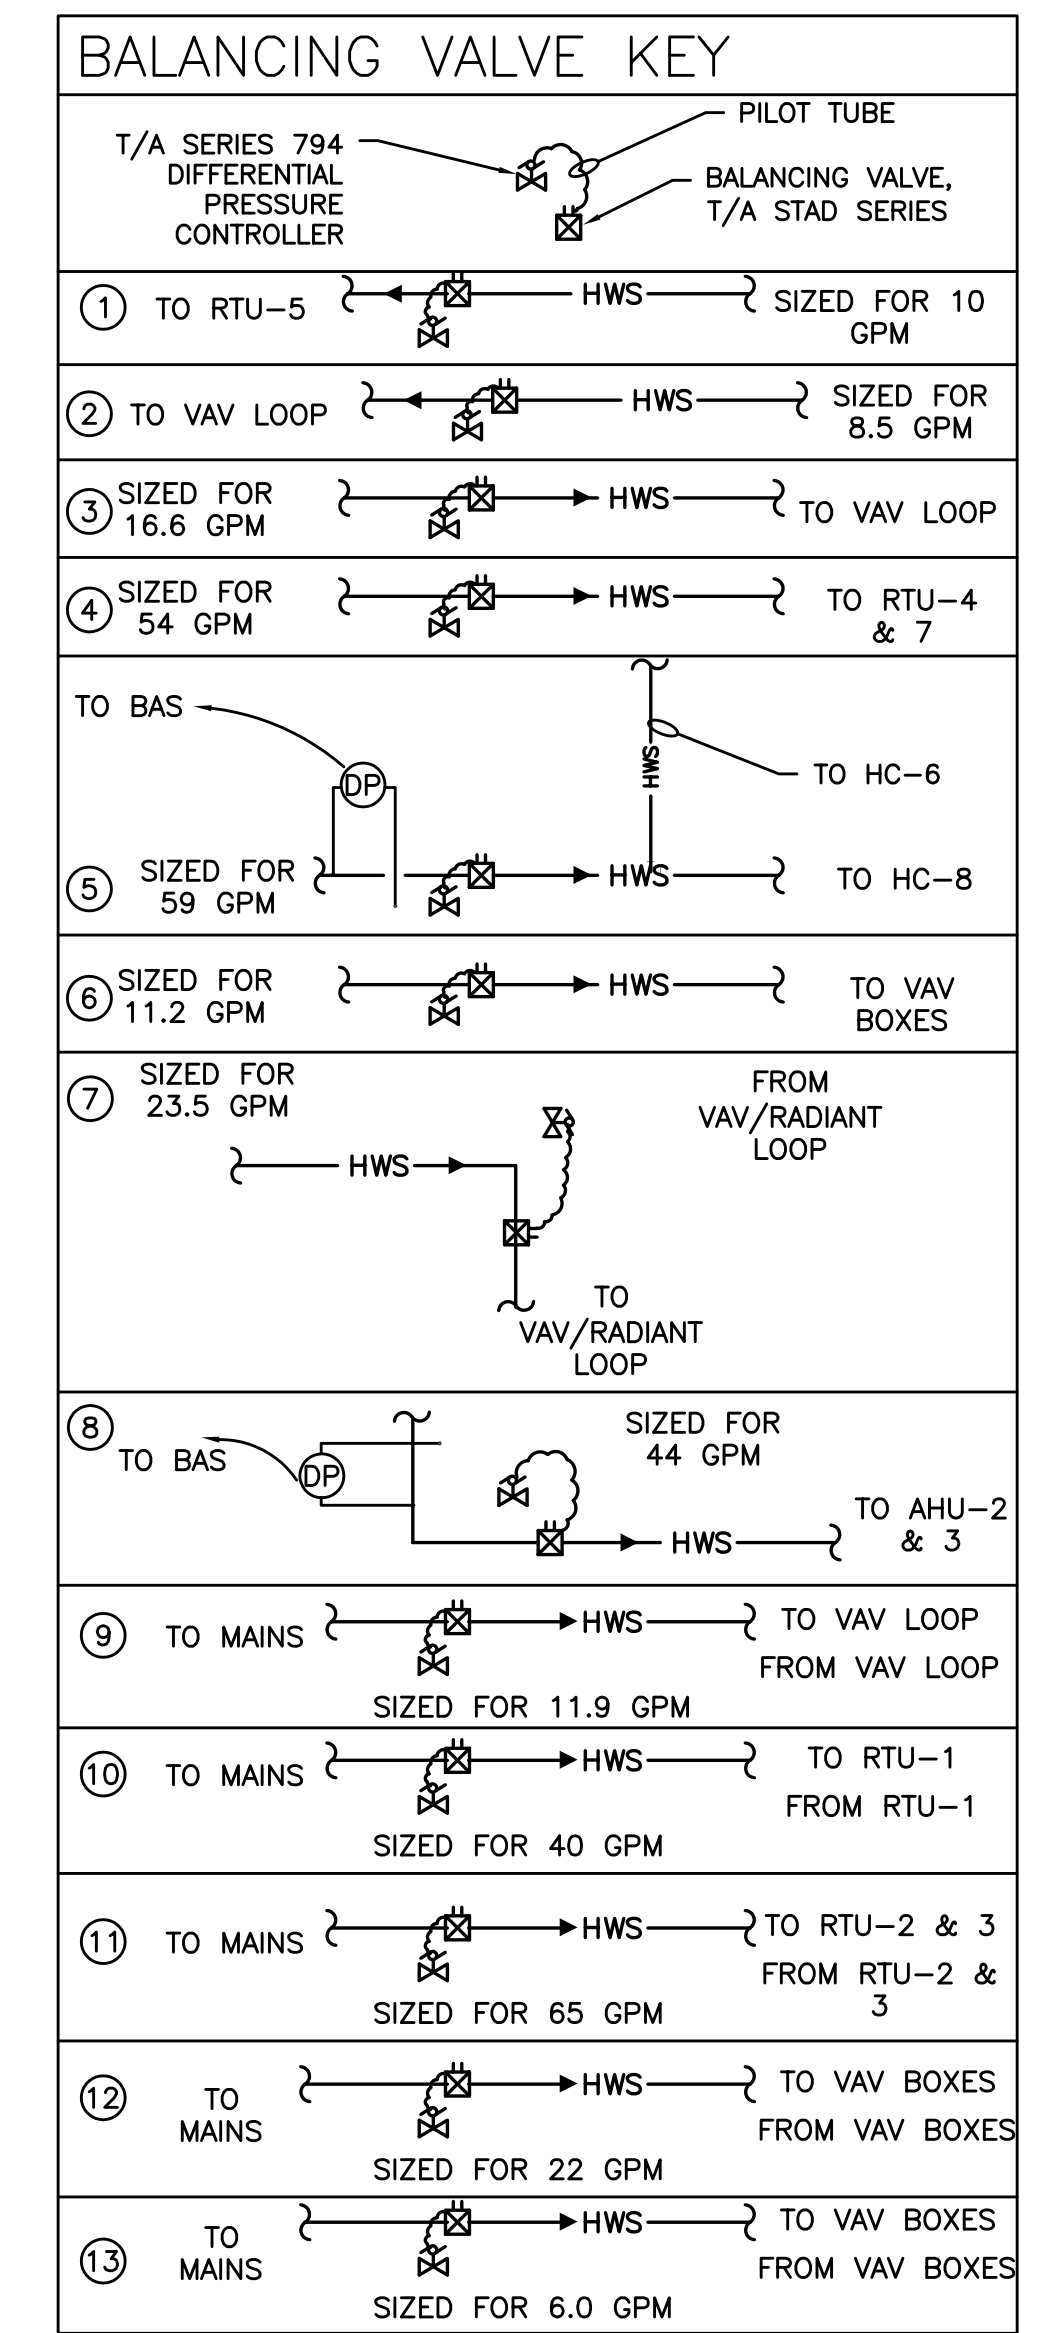 BALANCING VALVE KEY
PILOT TUBE
T/A SERIES 794
DIFFERENTIAL
PRESSURE
CONTROLLER
BALANCING VALVE,
T/A STAD SERIES
1 TO RTU-5 HWS SIZED FOR 10
GPM
2 TO VAV LOOP HWS SIZED FOR
8.5 GPM
3 SIZED FOR
16.6 GPM
HWS TO VAV LOOP
4 SIZED FOR
54 GPM
HWS TO RTU-4
& 7
TO BAS
DP
HWS
TO HC-6
5 SIZED FOR
59 GPM
HWS TO HC-8
6 SIZED FOR
11.2 GPM
HWS TO VAV
BOXES
7 SIZED FOR
23.5 GPM
FROM
VAV/RADIANT
LOOP
HWS
TO
VAV/RADIANT
LOOP
8
TO BAS
DP
SIZED FOR
44 GPM
HWS
TO AHU-2
& 3
9 TO MAINS HWS TO VAV LOOP
FROM VAV LOOP
SIZED FOR 11.9 GPM
10 TO MAINS HWS TO RTU-1
FROM RTU-1
SIZED FOR 40 GPM
11 TO MAINS HWS TO RTU-2 & 3
FROM RTU-2 &
3
SIZED FOR 65 GPM
12 TO
MAINS
HWS TO VAV BOXES
FROM VAV BOXES
SIZED FOR 22 GPM
13 TO
MAINS
HWS TO VAV BOXES
FROM VAV BOXES
SIZED FOR 6.0 GPM